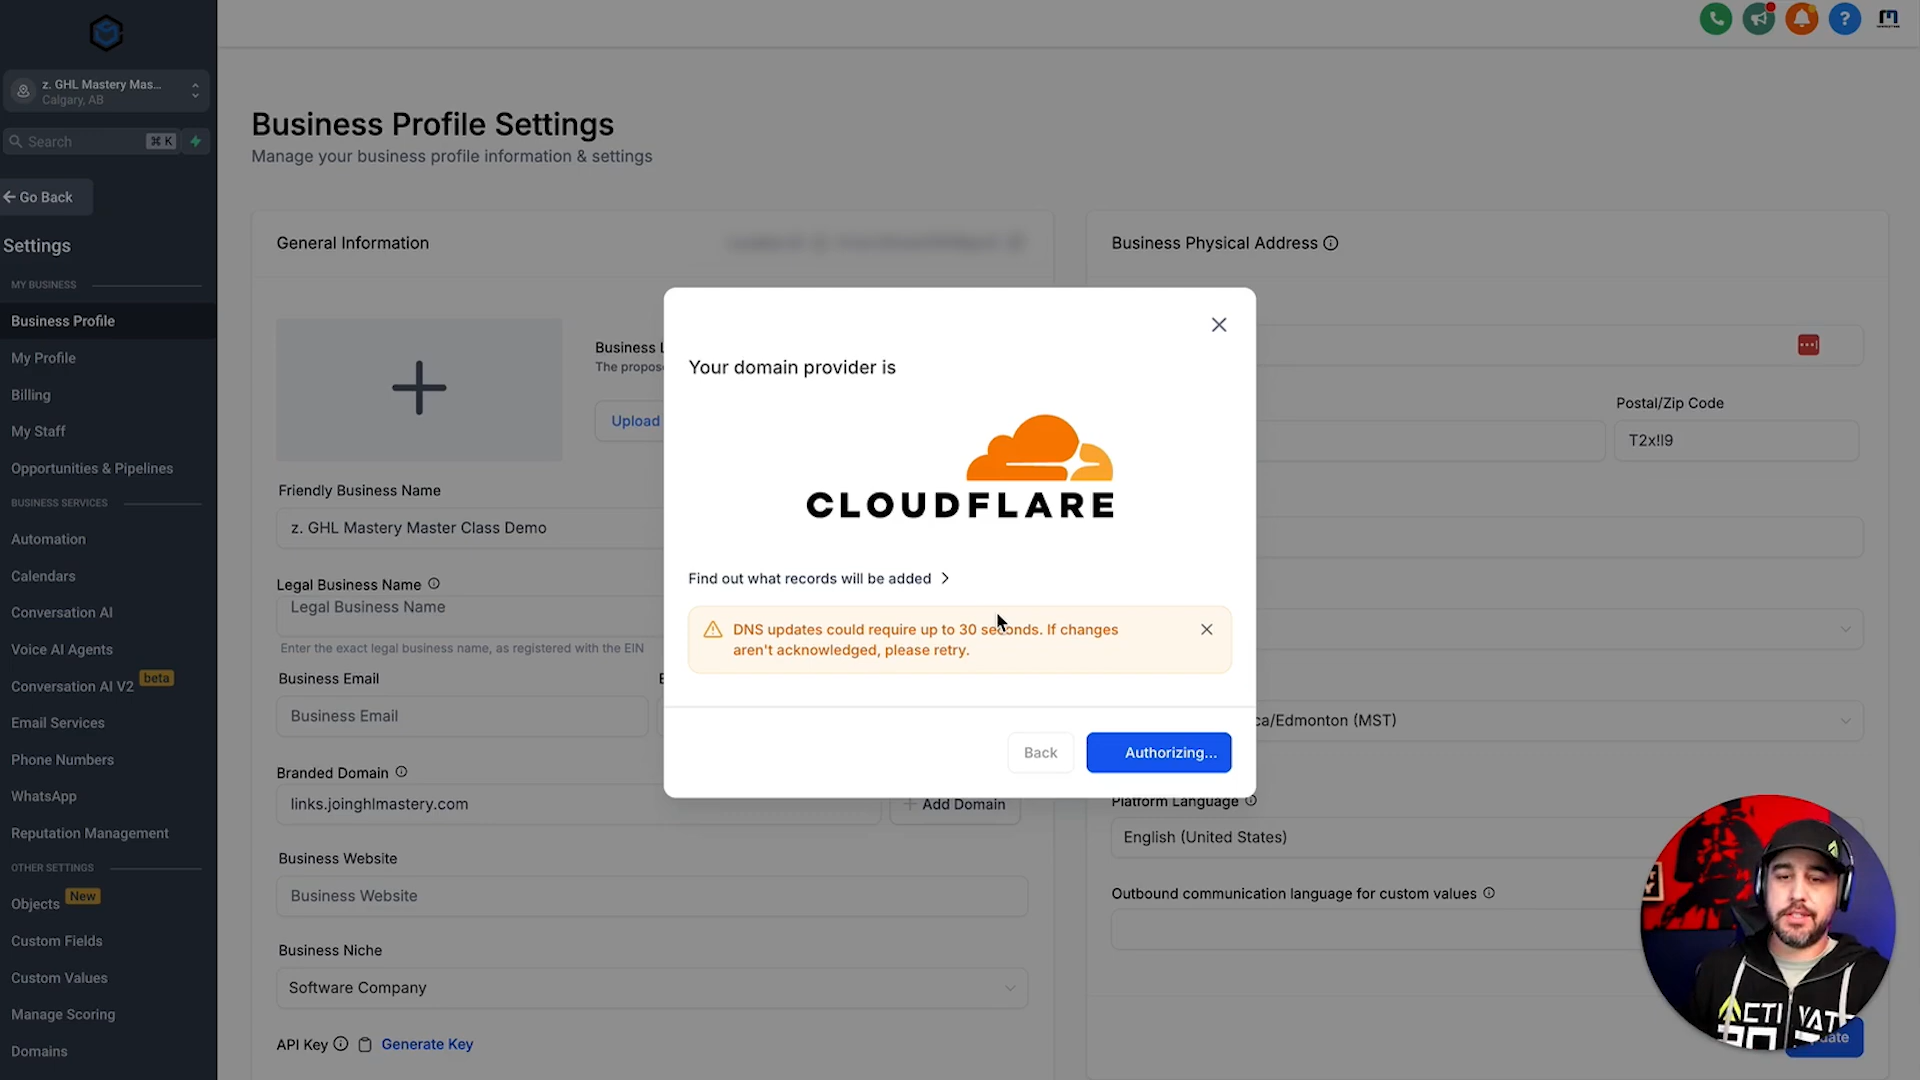 z. GHL Mastery Mas...
Calgary, AB
Search
⌘ K
Go Back
Settings
MY BUSINESS
Business Profile
My Profile
Billing
My Staff
Opportunities & Pipelines
BUSINESS SERVICES
Automation
Calendars
Conversation AI
Voice AI Agents
Conversation AI V2 beta
Email Services
Phone Numbers
WhatsApp
Reputation Management
OTHER SETTINGS
Objects New
Custom Fields
Custom Values
Manage Scoring
Domains
Business Profile Settings
Manage your business profile information & settings
General Information
Business L
The propose
Upload
Friendly Business Name
z. GHL Mastery Master Class Demo
Legal Business Name
Legal Business Name
Enter the exact legal business name, as registered with the EIN
Business Email
Business Email
Branded Domain
links.joinghlmastery.com
+ Add Domain
Business Website
Business Website
Business Niche
Software Company
API Key
Generate Key
Your domain provider is
CLOUDFLARE
Find out what records will be added
DNS updates could require up to 30 seconds. If changes
aren't acknowledged, please retry.
Back
Authorizing...
Business Physical Address
Postal/Zip Code
T2x!l9
ca/Edmonton (MST)
Platform Language
English (United States)
Outbound communication language for custom values
ACTIVATE